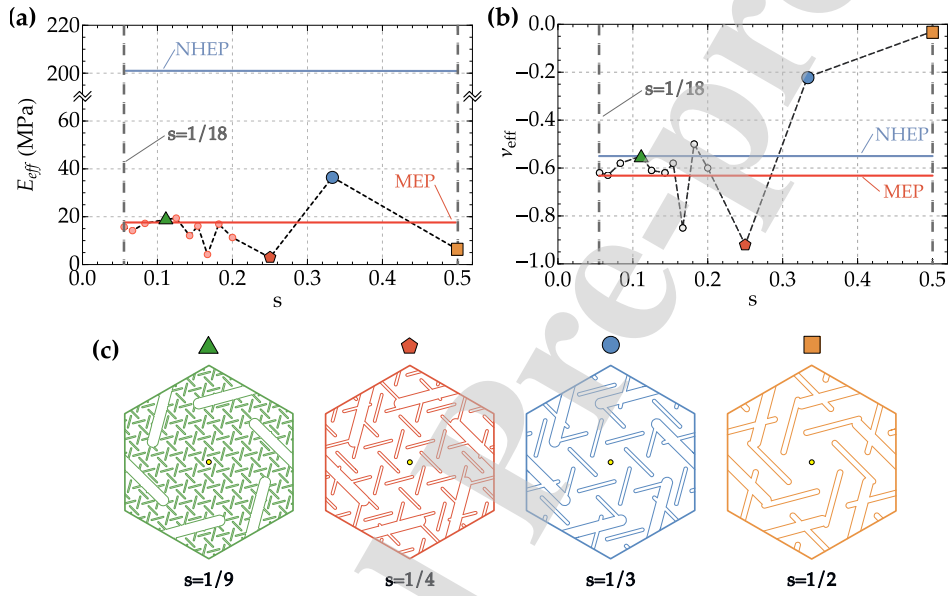 (a)
220
200
60
40
20
0
E_eff (MPa)
NHEP
s=1/18
MEP
0.0 0.1 0.2 0.3 0.4 0.5
s
(b)
0.0
−0.2
−0.4
−0.6
−0.8
−1.0
ν_eff
s=1/18
NHEP
MEP
0.0 0.1 0.2 0.3 0.4 0.5
s
(c)
s=1/9 s=1/4 s=1/3 s=1/2
l Pre-pr